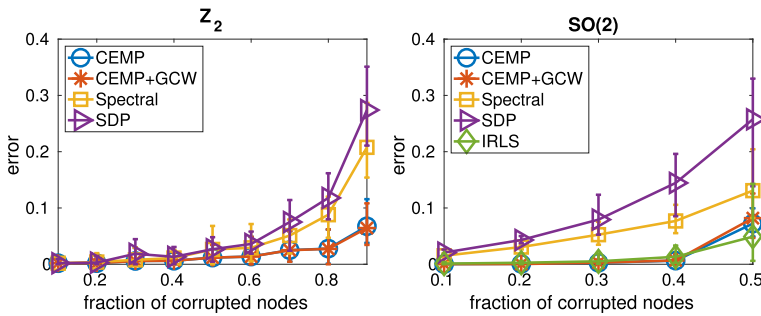 Z2
0.4
0.3
0.2
0.1
0
error
CEMP
CEMP+GCW
Spectral
SDP
0.2 0.4 0.6 0.8
fraction of corrupted nodes
SO(2)
0.4
0.3
0.2
0.1
0
error
CEMP
CEMP+GCW
Spectral
SDP
IRLS
0.1 0.2 0.3 0.4 0.5
fraction of corrupted nodes